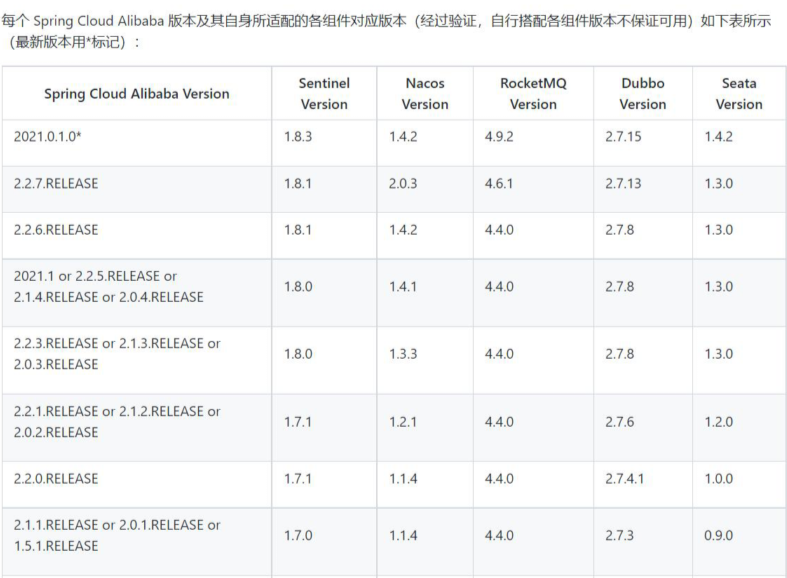 每个 Spring Cloud Alibaba 版本及其自身所适配的各组件对应版本（经过验证，自行搭配各组件版本不保证可用）如下表所示
（最新版本用*标记）：
Spring Cloud Alibaba Version | Sentinel Version | Nacos Version | RocketMQ Version | Dubbo Version | Seata Version
2021.0.1.0* | 1.8.3 | 1.4.2 | 4.9.2 | 2.7.15 | 1.4.2
2.2.7.RELEASE | 1.8.1 | 2.0.3 | 4.6.1 | 2.7.13 | 1.3.0
2.2.6.RELEASE | 1.8.1 | 1.4.2 | 4.4.0 | 2.7.8 | 1.3.0
2021.1 or 2.2.5.RELEASE or 2.1.4.RELEASE or 2.0.4.RELEASE | 1.8.0 | 1.4.1 | 4.4.0 | 2.7.8 | 1.3.0
2.2.3.RELEASE or 2.1.3.RELEASE or 2.0.3.RELEASE | 1.8.0 | 1.3.3 | 4.4.0 | 2.7.8 | 1.3.0
2.2.1.RELEASE or 2.1.2.RELEASE or 2.0.2.RELEASE | 1.7.1 | 1.2.1 | 4.4.0 | 2.7.6 | 1.2.0
2.2.0.RELEASE | 1.7.1 | 1.1.4 | 4.4.0 | 2.7.4.1 | 1.0.0
2.1.1.RELEASE or 2.0.1.RELEASE or 1.5.1.RELEASE | 1.7.0 | 1.1.4 | 4.4.0 | 2.7.3 | 0.9.0